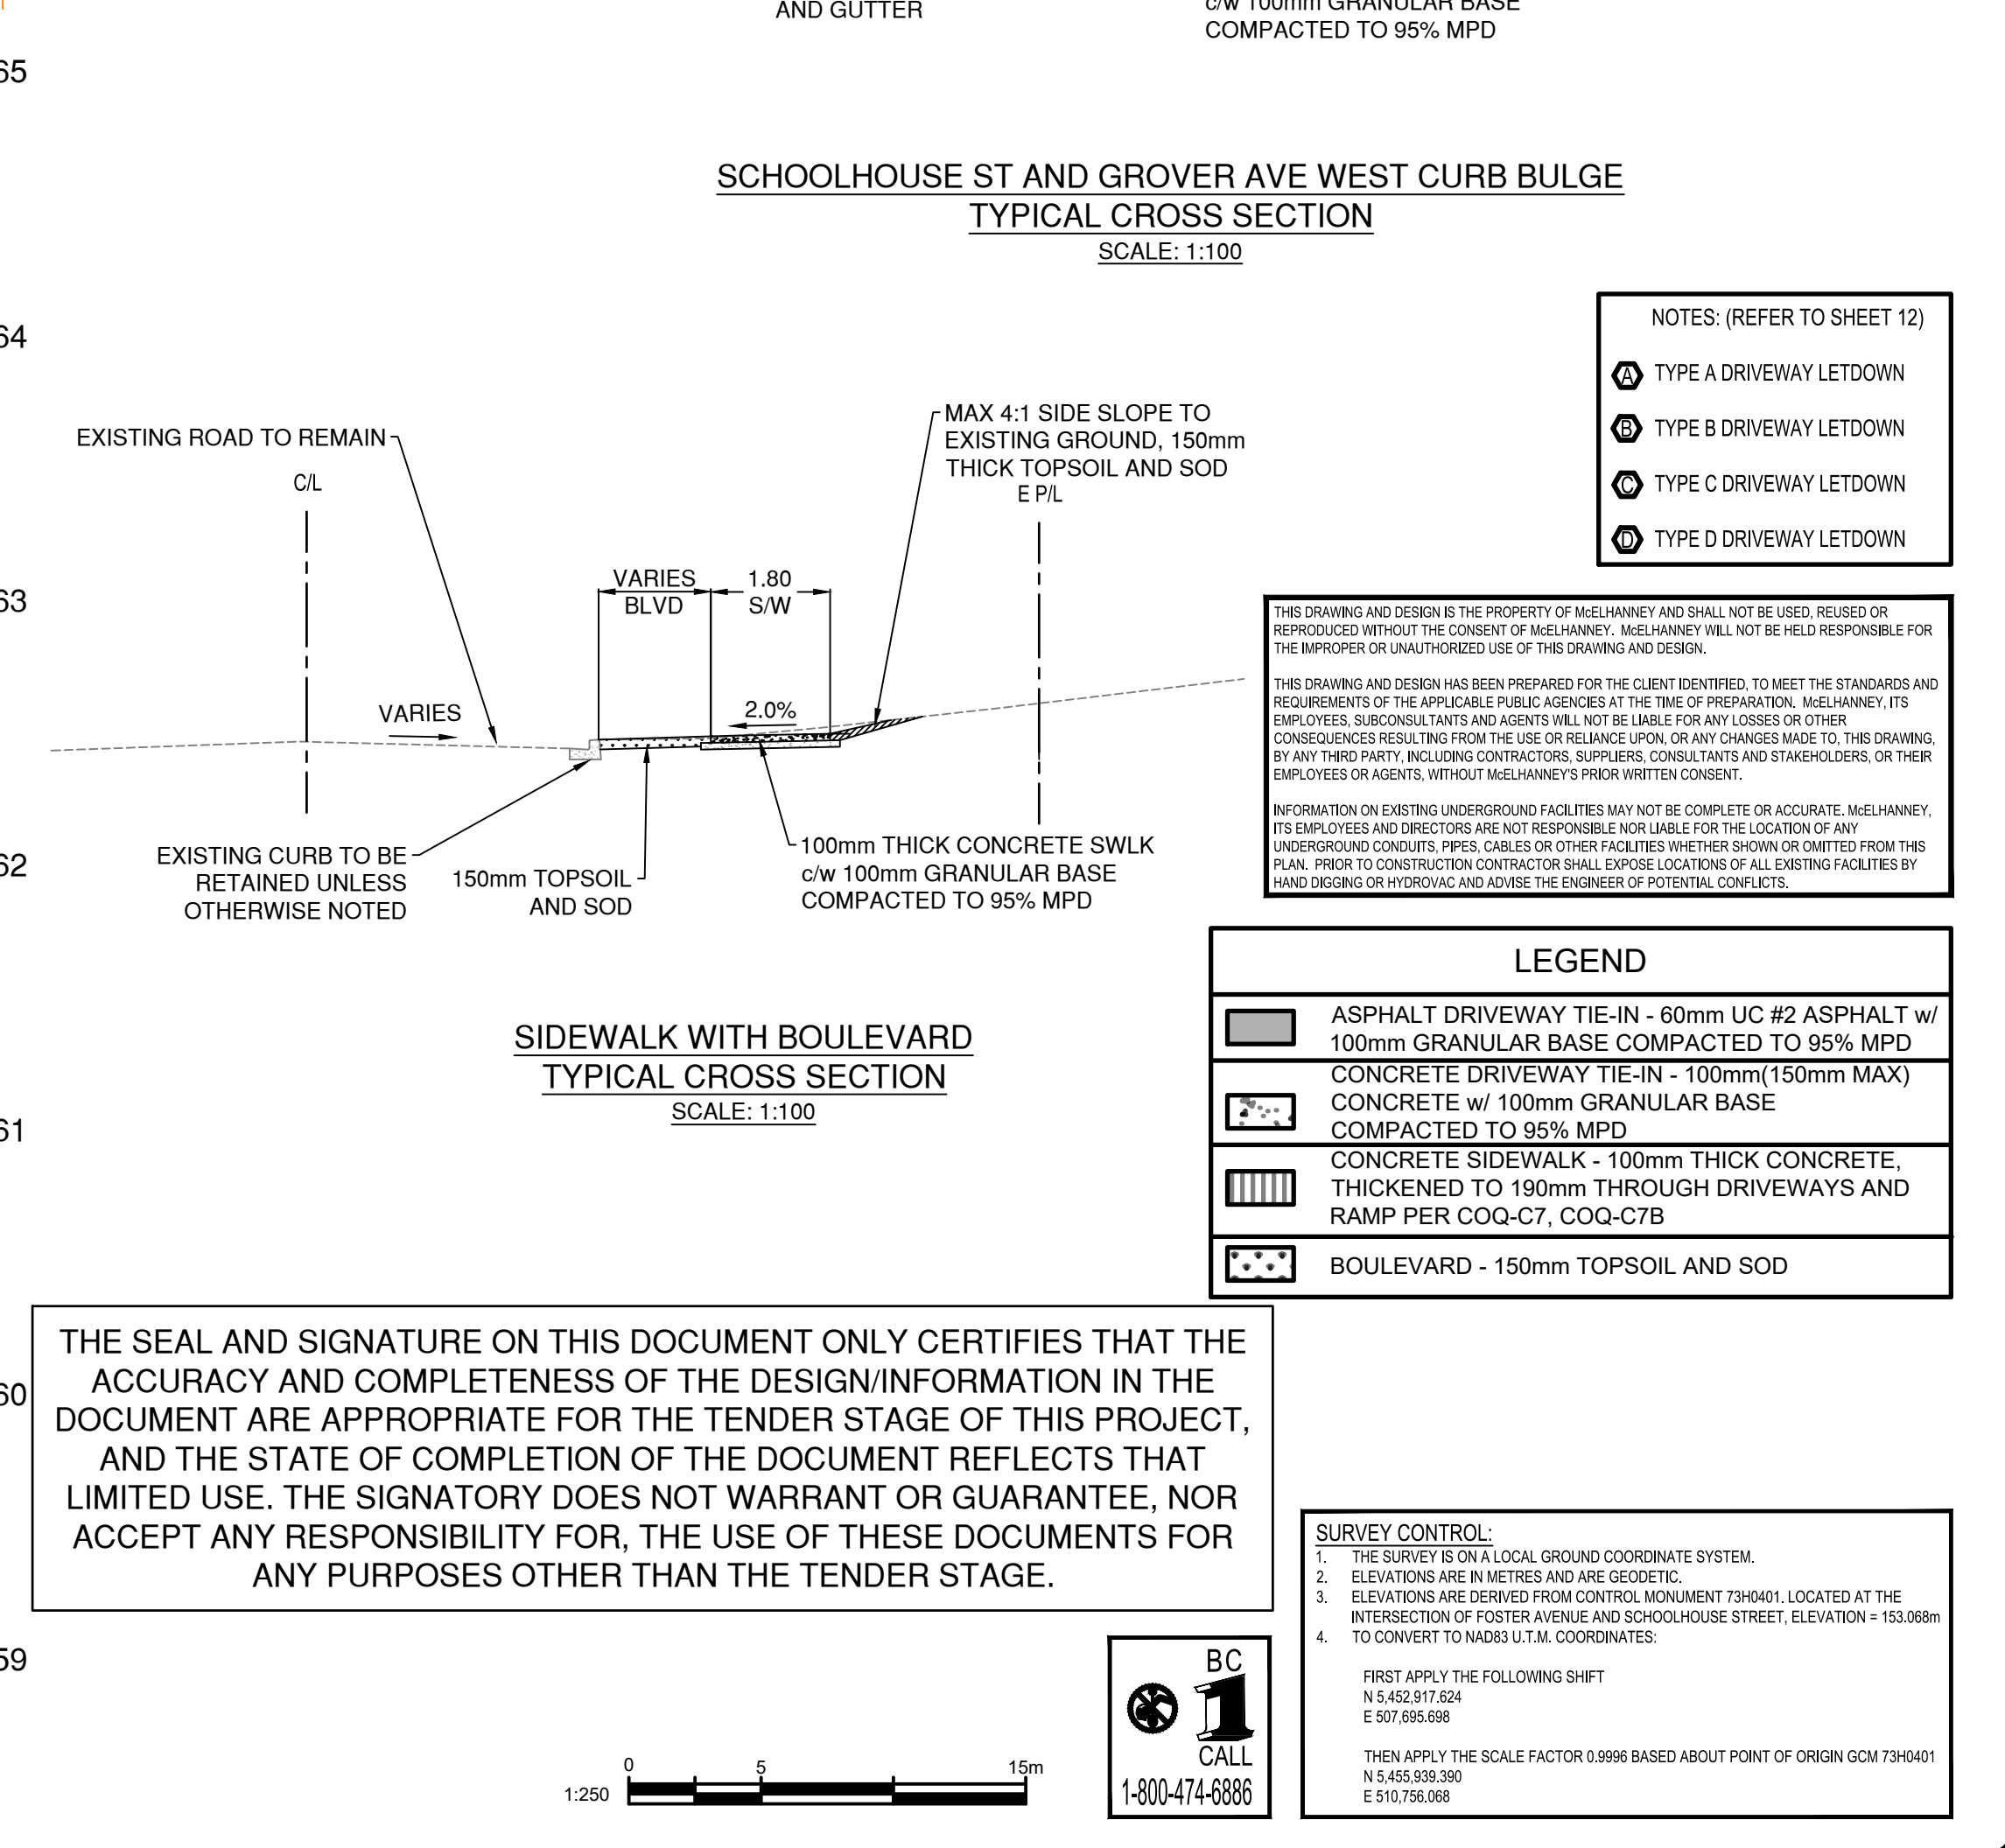 AND GUTTER
c/w 100mm GRANULAR BASE
COMPACTED TO 95% MPD
SCHOOLHOUSE ST AND GROVER AVE WEST CURB BULGE
TYPICAL CROSS SECTION
SCALE: 1:100
NOTES: (REFER TO SHEET 12)
A TYPE A DRIVEWAY LETDOWN
B TYPE B DRIVEWAY LETDOWN
C TYPE C DRIVEWAY LETDOWN
D TYPE D DRIVEWAY LETDOWN
EXISTING ROAD TO REMAIN
C/L
MAX 4:1 SIDE SLOPE TO
EXISTING GROUND, 150mm
THICK TOPSOIL AND SOD
E P/L
VARIES
BLVD
1.80
S/W
VARIES
2.0%
EXISTING CURB TO BE
RETAINED UNLESS
OTHERWISE NOTED
150mm TOPSOIL
AND SOD
100mm THICK CONCRETE SWLK
c/w 100mm GRANULAR BASE
COMPACTED TO 95% MPD
SIDEWALK WITH BOULEVARD
TYPICAL CROSS SECTION
SCALE: 1:100
THIS DRAWING AND DESIGN IS THE PROPERTY OF McELHANNEY AND SHALL NOT BE USED, REUSED OR
REPRODUCED WITHOUT THE CONSENT OF McELHANNEY. McELHANNEY WILL NOT BE HELD RESPONSIBLE FOR
THE IMPROPER OR UNAUTHORIZED USE OF THIS DRAWING AND DESIGN.
THIS DRAWING AND DESIGN HAS BEEN PREPARED FOR THE CLIENT IDENTIFIED, TO MEET THE STANDARDS AND
REQUIREMENTS OF THE APPLICABLE PUBLIC AGENCIES AT THE TIME OF PREPARATION. McELHANNEY, ITS
EMPLOYEES, SUBCONSULTANTS AND AGENTS WILL NOT BE LIABLE FOR ANY LOSSES OR OTHER
CONSEQUENCES RESULTING FROM THE USE OR RELIANCE UPON, OR ANY CHANGES MADE TO, THIS DRAWING,
BY ANY THIRD PARTY, INCLUDING CONTRACTORS, SUPPLIERS, CONSULTANTS AND STAKEHOLDERS, OR THEIR
EMPLOYEES OR AGENTS, WITHOUT McELHANNEY'S PRIOR WRITTEN CONSENT.
INFORMATION ON EXISTING UNDERGROUND FACILITIES MAY NOT BE COMPLETE OR ACCURATE. McELHANNEY,
ITS EMPLOYEES AND DIRECTORS ARE NOT RESPONSIBLE NOR LIABLE FOR THE LOCATION OF ANY
UNDERGROUND CONDUITS, PIPES, CABLES OR OTHER FACILITIES WHETHER SHOWN OR OMITTED FROM THIS
PLAN. PRIOR TO CONSTRUCTION CONTRACTOR SHALL EXPOSE LOCATIONS OF ALL EXISTING FACILITIES BY
HAND DIGGING OR HYDROVAC AND ADVISE THE ENGINEER OF POTENTIAL CONFLICTS.
LEGEND
ASPHALT DRIVEWAY TIE-IN - 60mm UC #2 ASPHALT w/
100mm GRANULAR BASE COMPACTED TO 95% MPD
CONCRETE DRIVEWAY TIE-IN - 100mm(150mm MAX)
CONCRETE w/ 100mm GRANULAR BASE
COMPACTED TO 95% MPD
CONCRETE SIDEWALK - 100mm THICK CONCRETE,
THICKENED TO 190mm THROUGH DRIVEWAYS AND
RAMP PER COQ-C7, COQ-C7B
BOULEVARD - 150mm TOPSOIL AND SOD
THE SEAL AND SIGNATURE ON THIS DOCUMENT ONLY CERTIFIES THAT THE
ACCURACY AND COMPLETENESS OF THE DESIGN/INFORMATION IN THE
DOCUMENT ARE APPROPRIATE FOR THE TENDER STAGE OF THIS PROJECT,
AND THE STATE OF COMPLETION OF THE DOCUMENT REFLECTS THAT
LIMITED USE. THE SIGNATORY DOES NOT WARRANT OR GUARANTEE, NOR
ACCEPT ANY RESPONSIBILITY FOR, THE USE OF THESE DOCUMENTS FOR
ANY PURPOSES OTHER THAN THE TENDER STAGE.
SURVEY CONTROL:
1. THE SURVEY IS ON A LOCAL GROUND COORDINATE SYSTEM.
2. ELEVATIONS ARE IN METRES AND ARE GEODETIC.
3. ELEVATIONS ARE DERIVED FROM CONTROL MONUMENT 73H0401. LOCATED AT THE
INTERSECTION OF FOSTER AVENUE AND SCHOOLHOUSE STREET, ELEVATION = 153.068m
4. TO CONVERT TO NAD83 U.T.M. COORDINATES:
FIRST APPLY THE FOLLOWING SHIFT
N 5,452,917.624
E 507,695.698
THEN APPLY THE SCALE FACTOR 0.9996 BASED ABOUT POINT OF ORIGIN GCM 73H0401
N 5,455,939.390
E 510,756.068
BC
1
CALL
1-800-474-6886
1:250
0 5 15m
65
64
63
62
61
60
59